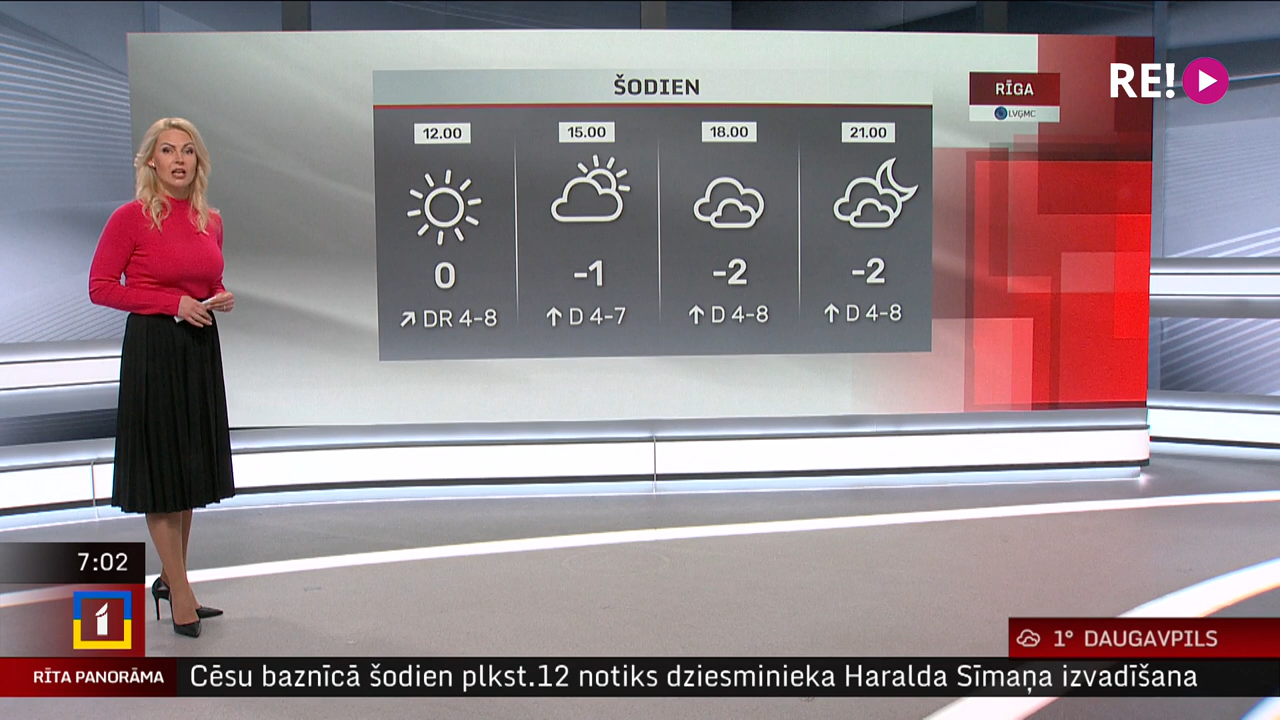 RE!
ŠODIEN
RĪGA
LVĢMC
12.00 15.00 18.00 21.00
0 -1 -2 -2
DR 4-8 D 4-7 D 4-8 D 4-8
7:02
1
1° DAUGAVPILS
RĪTA PANORĀMA
Cēsu baznīcā šodien plkst.12 notiks dziesminieka Haralda Sīmaņa izvadīšana